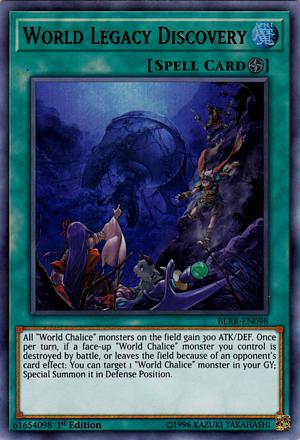 World Legacy Discovery
[Spell Card]
BLRR-EN098
All "World Chalice" monsters on the field gain 300 ATK/DEF. Once
per turn, if a face-up "World Chalice" monster you control is
destroyed by battle, or leaves the field because of an opponent's
card effect: You can target 1 "World Chalice" monster in your GY;
Special Summon it in Defense Position.
61654098
1st Edition
©1996 KAZUKI TAKAHASHI